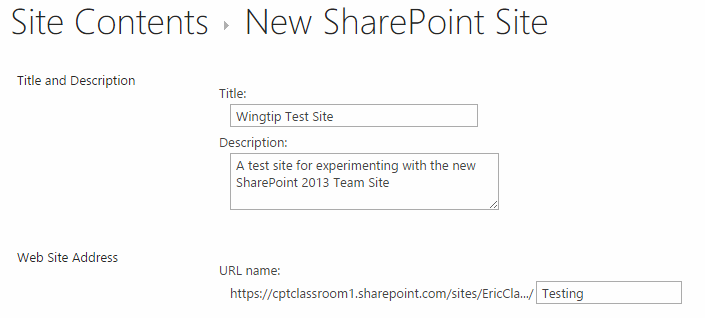 Site Contents ▸ New SharePoint Site
Title and Description
Title:
Wingtip Test Site
Description:
A test site for experimenting with the new
SharePoint 2013 Team Site
Web Site Address
URL name:
https://cptclassroom1.sharepoint.com/sites/EricCla.../ Testing